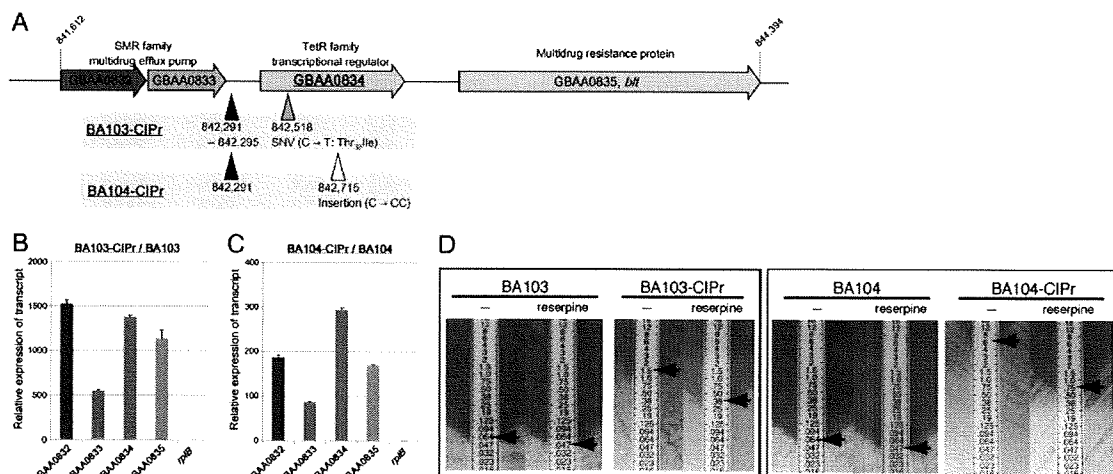 A
841,612
844,394
SMR family
multidrug efflux pump
TetR family
transcriptional regulator
Multidrug resistance protein
GBAA0832
GBAA0833
GBAA0834
GBAA0835, blt
BA103-CIPr
842,291
– 842,295
842,518
SNV (C → T: Thr Ile)
BA104-CIPr
842,291
842,715
Insertion (C → CC)
B
BA103-CIPr / BA103
Relative expression of transcript
2000
1500
1000
500
0
GBAA0832
GBAA0833
GBAA0834
GBAA0835
rplB
C
BA104-CIPr / BA104
Relative expression of transcript
400
300
200
100
0
GBAA0832
GBAA0833
GBAA0834
GBAA0835
rplB
D
BA103
– reserpine
BA103-CIPr
– reserpine
BA104
– reserpine
BA104-CIPr
– reserpine